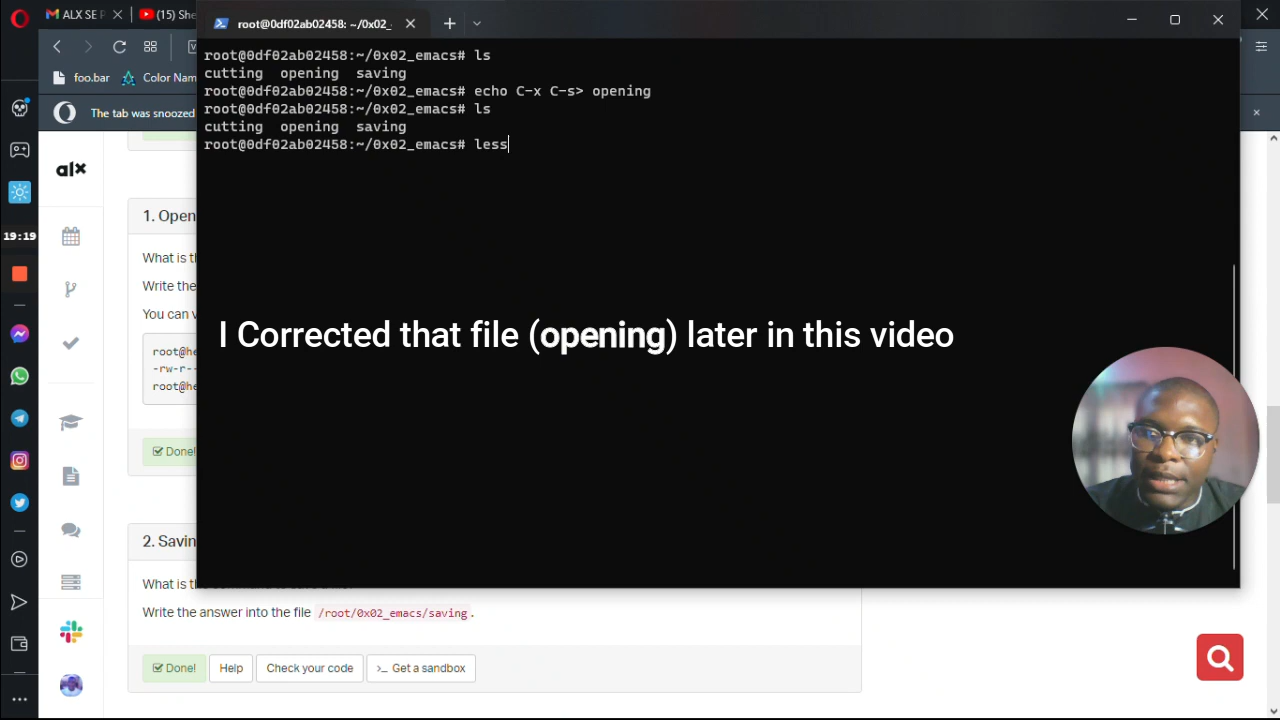 ALX SE P
(15) She
root@0df02ab02458: ~/0x02_
foo.bar
Color Nam
The tab was snoozed
root@0df02ab02458:~/0x02_emacs# ls
cutting opening saving
root@0df02ab02458:~/0x02_emacs# echo C-x C-s> opening
root@0df02ab02458:~/0x02_emacs# ls
cutting opening saving
root@0df02ab02458:~/0x02_emacs# less
alx
19:19
1. Open
What is th
Write the
You can v
root@he
-rw-r--
root@he
Done!
I Corrected that file (opening) later in this video
2. Savin
What is th
Write the answer into the file /root/0x02_emacs/saving.
Done!
Help
Check your code
>_ Get a sandbox